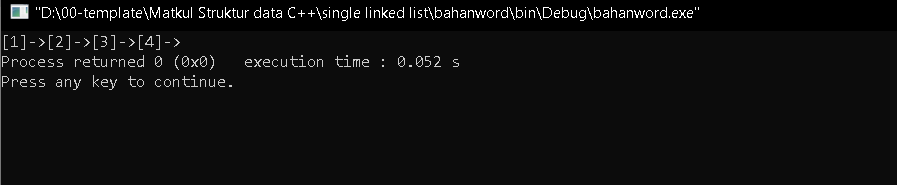 "D:\00-template\Matkul Struktur data C++\single linked list\bahanword\bin\Debug\bahanword.exe"
[1]->[2]->[3]->[4]->
Process returned 0 (0x0)   execution time : 0.052 s
Press any key to continue.